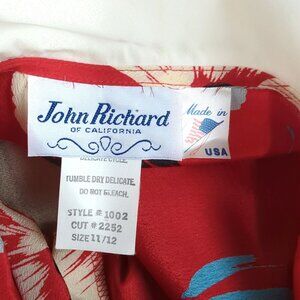 John Richard
OF CALIFORNIA
Made in
USA
DELICATE CYCLE.
TUMBLE DRY DELICATE.
DO NOT BLEACH.
STYLE # 1002
CUT # 2252
SIZE 11/12